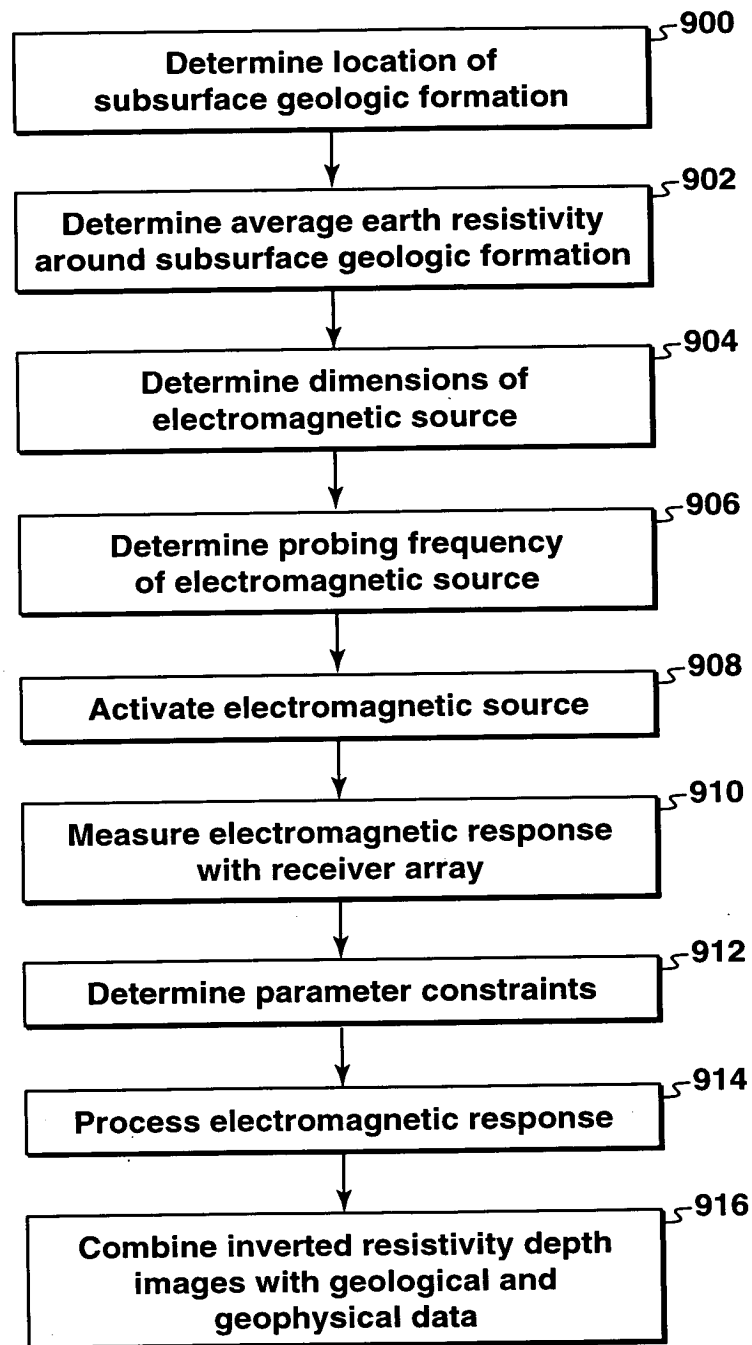 900
Determine location of
subsurface geologic formation
902
Determine average earth resistivity
around subsurface geologic formation
904
Determine dimensions of
electromagnetic source
906
Determine probing frequency
of electromagnetic source
908
Activate electromagnetic source
910
Measure electromagnetic response
with receiver array
912
Determine parameter constraints
914
Process electromagnetic response
916
Combine inverted resistivity depth
images with geological and
geophysical data